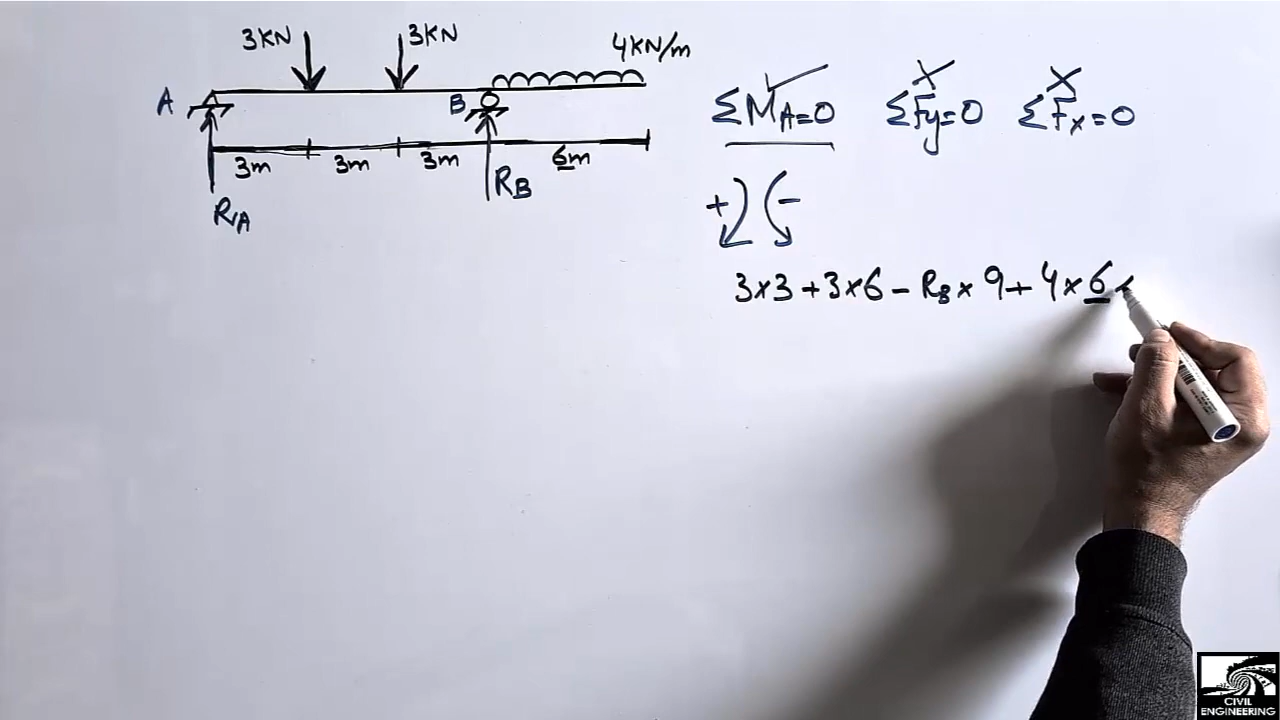 3KN 3KN 4KN/m
A B
3m 3m 3m 6m
RA RB
ΣMA=0 ΣFy=0 ΣFx=0
+ -
3×3+3×6-RB×9+4×6×
CIVIL
ENGINEERING